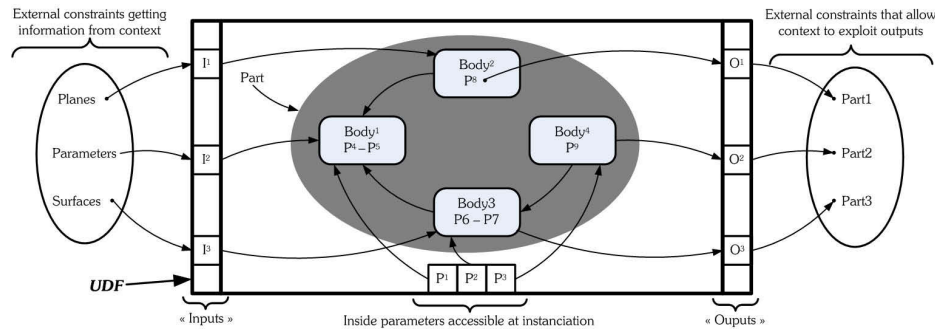 External constraints getting
information from context
External constraints that allow
context to exploit outputs
Planes
Parameters
Surfaces
I¹
I²
I³
UDF
Part
Body²
P⁸
Body¹
P⁴ – P⁵
Body⁴
P⁹
Body3
P6 – P7
P¹ P² P³
O¹
O²
O³
Part1
Part2
Part3
« Inputs »
Inside parameters accessible at instanciation
« Ouputs »